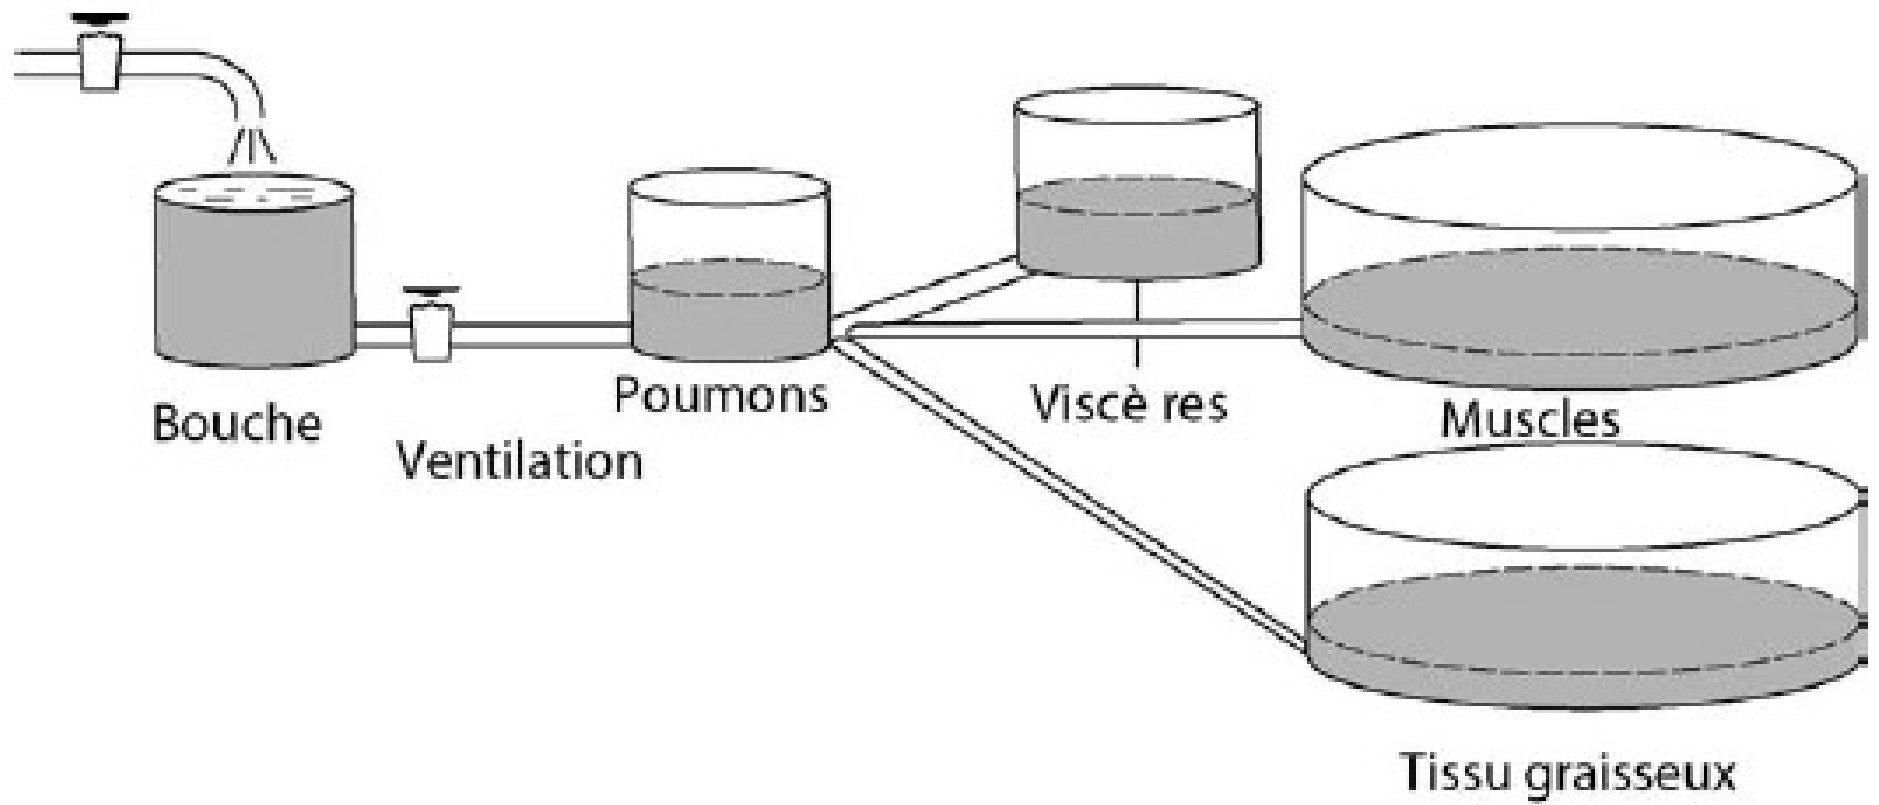 Bouche
Ventilation
Poumons
Viscè res
Muscles
Tissu graisseux